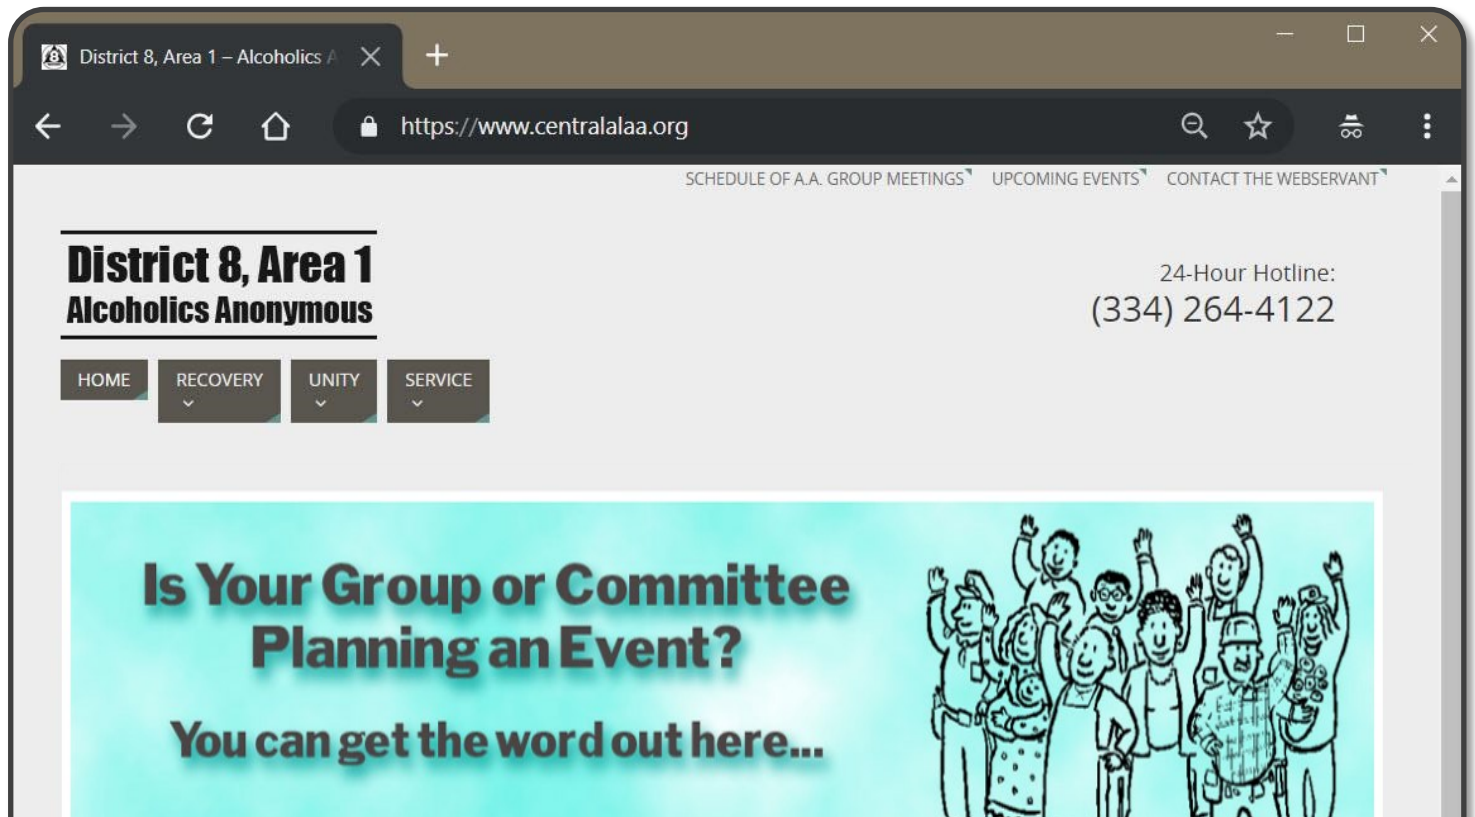 District 8, Area 1 – Alcoholics A
https://www.centralalaa.org
SCHEDULE OF A.A. GROUP MEETINGS UPCOMING EVENTS CONTACT THE WEBSERVANT
District 8, Area 1
Alcoholics Anonymous
24-Hour Hotline:
(334) 264-4122
HOME RECOVERY UNITY SERVICE
Is Your Group or Committee
Planning an Event?
You can get the word out here...